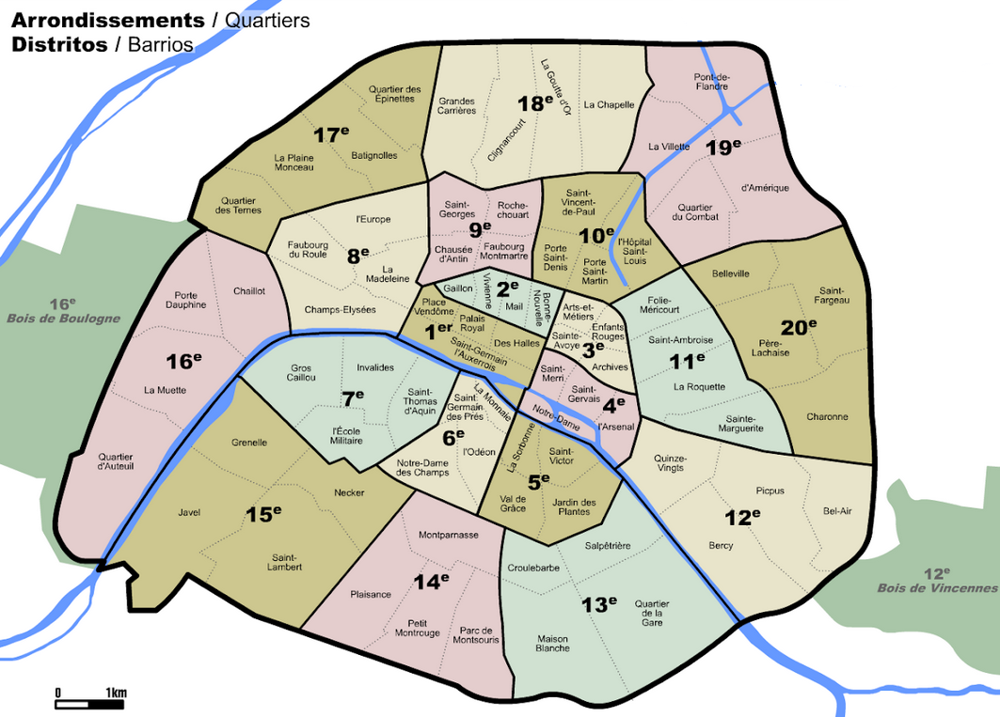 Arrondissements / Quartiers
Distritos / Barrios
17e
Quartier des
Épinettes
La Plaine
Monceau
Batignolles
Quartier
des Ternes
18e
Grandes
Carrières
Clignancourt
La Goutte d'Or
La Chapelle
19e
Pont-de-
Flandre
La Villette
d'Amérique
Quartier
du Combat
8e
l'Europe
Faubourg
du Roule
La
Madeleine
Champs-Elysées
9e
Saint-
Georges
Roche-
chouart
Chausée
d'Antin
Faubourg
Montmartre
10e
Saint-
Vincent-
de-Paul
Porte
Saint-
Denis
Porte
Saint-
Martin
l'Hôpital
Saint-
Louis
2e
Gaillon
Vivienne
Mail
Bonne-
Nouvelle
1er
Place
Vendôme
Palais
Royal
Saint-Germain
l'Auxerrois
Des Halles
3e
Arts-et-
Métiers
Enfants
Rouges
Sainte-
Avoye
Archives
4e
Saint-
Merri
Saint-
Gervais
l'Arsenal
Notre-Dame
11e
Folie-
Méricourt
Saint-Ambroise
La Roquette
Sainte-
Marguerite
20e
Belleville
Saint-
Fargeau
Père-
Lachaise
Charonne
16e
Bois de Boulogne
16e
Porte
Dauphine
Chaillot
La Muette
Quartier
d'Auteuil
7e
Gros
Caillou
Invalides
Saint-
Thomas
d'Aquin
l'École
Militaire
6e
La Monnaie
Saint
Germain
des Prés
l'Odéon
Notre-Dame
des Champs
5e
La Sorbonne
Saint-
Victor
Val de
Grâce
Jardin des
Plantes
15e
Grenelle
Necker
Javel
Saint-
Lambert
14e
Montparnasse
Plaisance
Petit
Montrouge
Parc de
Montsouris
13e
Salpêtrière
Croulebarbe
Quartier
de la
Gare
Maison
Blanche
12e
Quinze-
Vingts
Picpus
Bel-Air
Bercy
12e
Bois de Vincennes
0 1km